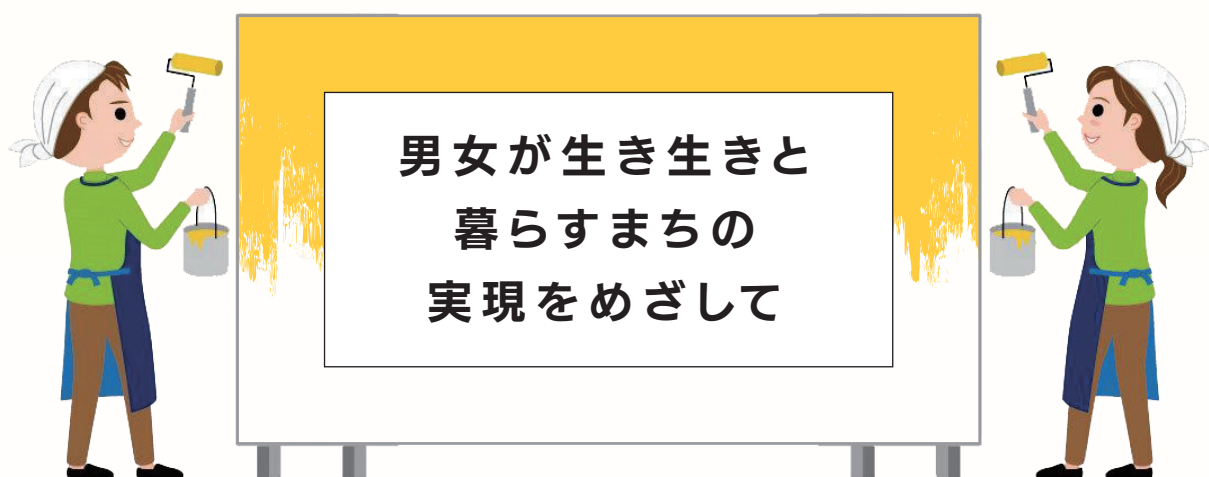 男女が生き生きと
暮らすまちの
実現をめざして